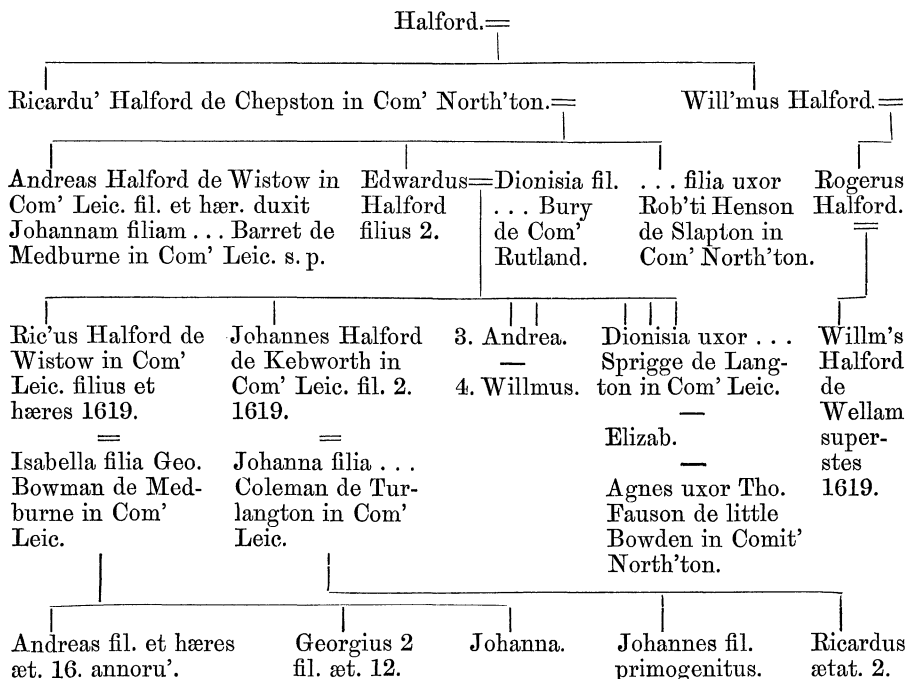 Halford.=
Ricardu' Halford de Chepston in Com' North'ton.=
Will'mus Halford.=
Andreas Halford de Wistow in
Com' Leic. fil. et hær. duxit
Johannam filiam ... Barret de
Medburne in Com' Leic. s. p.
Edwardus=
Halford
filius 2.
Dionisia fil.
... Bury
de Com'
Rutland.
... filia uxor
Rob'ti Henson
de Slapton in
Com' North'ton.
Rogerus
Halford.
=
Ric'us Halford de
Wistow in Com'
Leic. filius et
hæres 1619.
=
Isabella filia Geo.
Bowman de Med-
burne in Com'
Leic.
Johannes Halford
de Kebworth in
Com' Leic. fil. 2.
1619.
=
Johanna filia ...
Coleman de Tur-
langton in Com'
Leic.
3. Andrea.
—
4. Willmus.
Dionisia uxor ...
Sprigge de Lang-
ton in Com' Leic.
—
Elizab.
—
Agnes uxor Tho.
Fauson de little
Bowden in Comit'
North'ton.
Willm's
Halford
de
Wellam
super-
stes
1619.
Andreas fil. et hæres
æt. 16. annoru'.
Georgius 2
fil. æt. 12.
Johanna.
Johannes fil.
primogenitus.
Ricardus
ætat. 2.